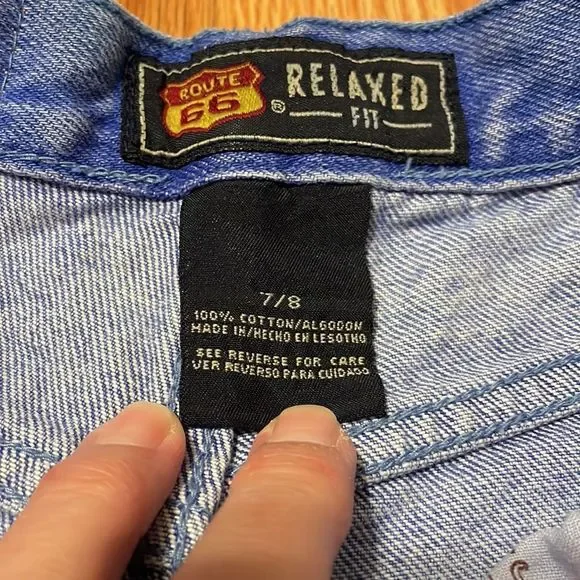 ROUTE
66
®
RELAXED
FIT
7/8
100% COTTON/ALGODON
MADE IN/HECHO EN LESOTHO
SEE REVERSE FOR CARE
VER REVERSO PARA CUIDADO